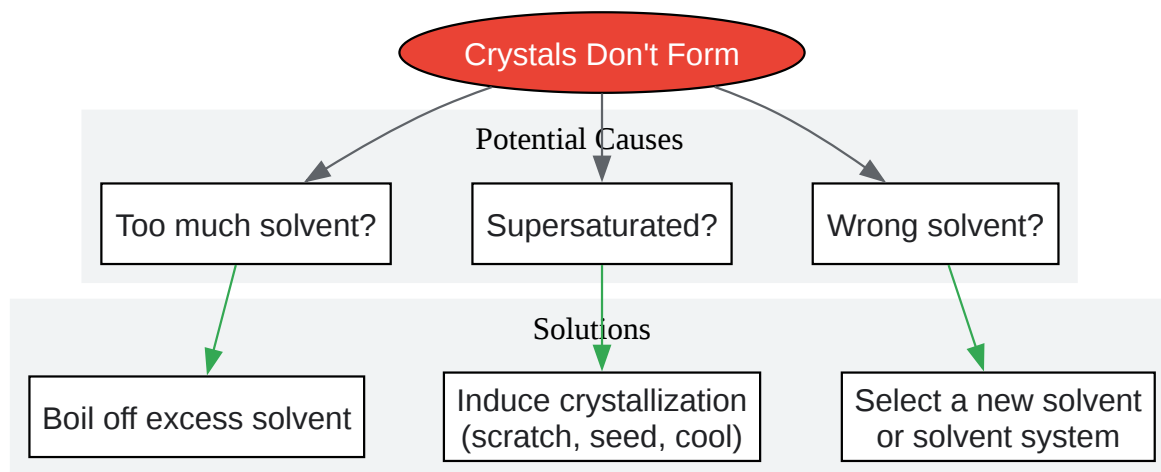 Crystals Don't Form
Potential Causes
Too much solvent?
Supersaturated?
Wrong solvent?
Solutions
Boil off excess solvent
Induce crystallization
(scratch, seed, cool)
Select a new solvent
or solvent system